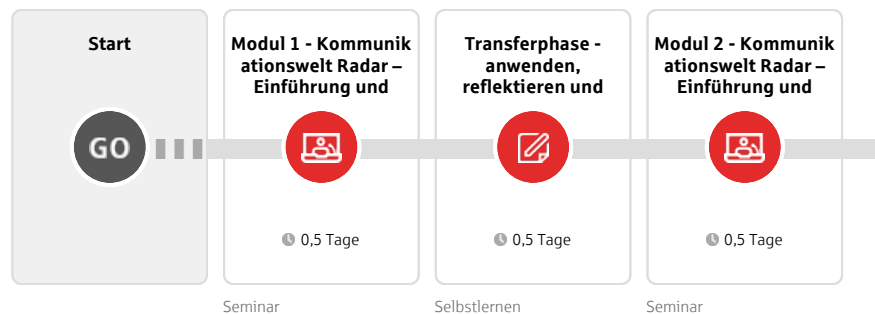 Start
GO
Modul 1 - Kommunik
ationswelt Radar –
Einführung und
0,5 Tage
Seminar
Transferphase -
anwenden,
reflektieren und
0,5 Tage
Selbstlernen
Modul 2 - Kommunik
ationswelt Radar –
Einführung und
0,5 Tage
Seminar